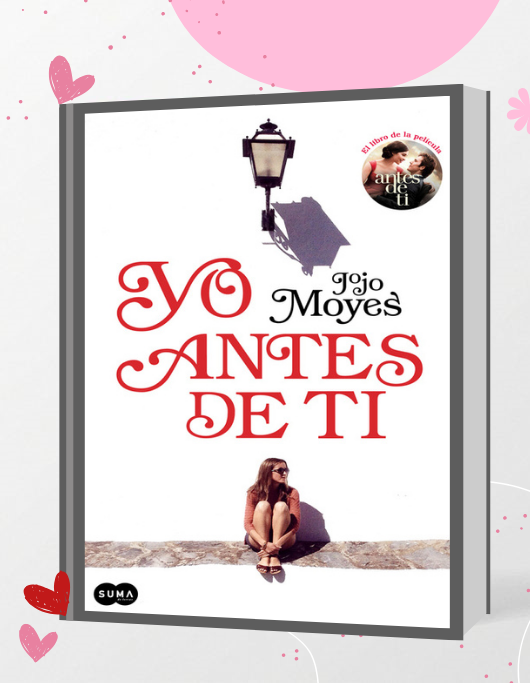 El libro de la película
antes
de
ti
YO
Jojo
Moyes
ANTES
DE TI
SUMA